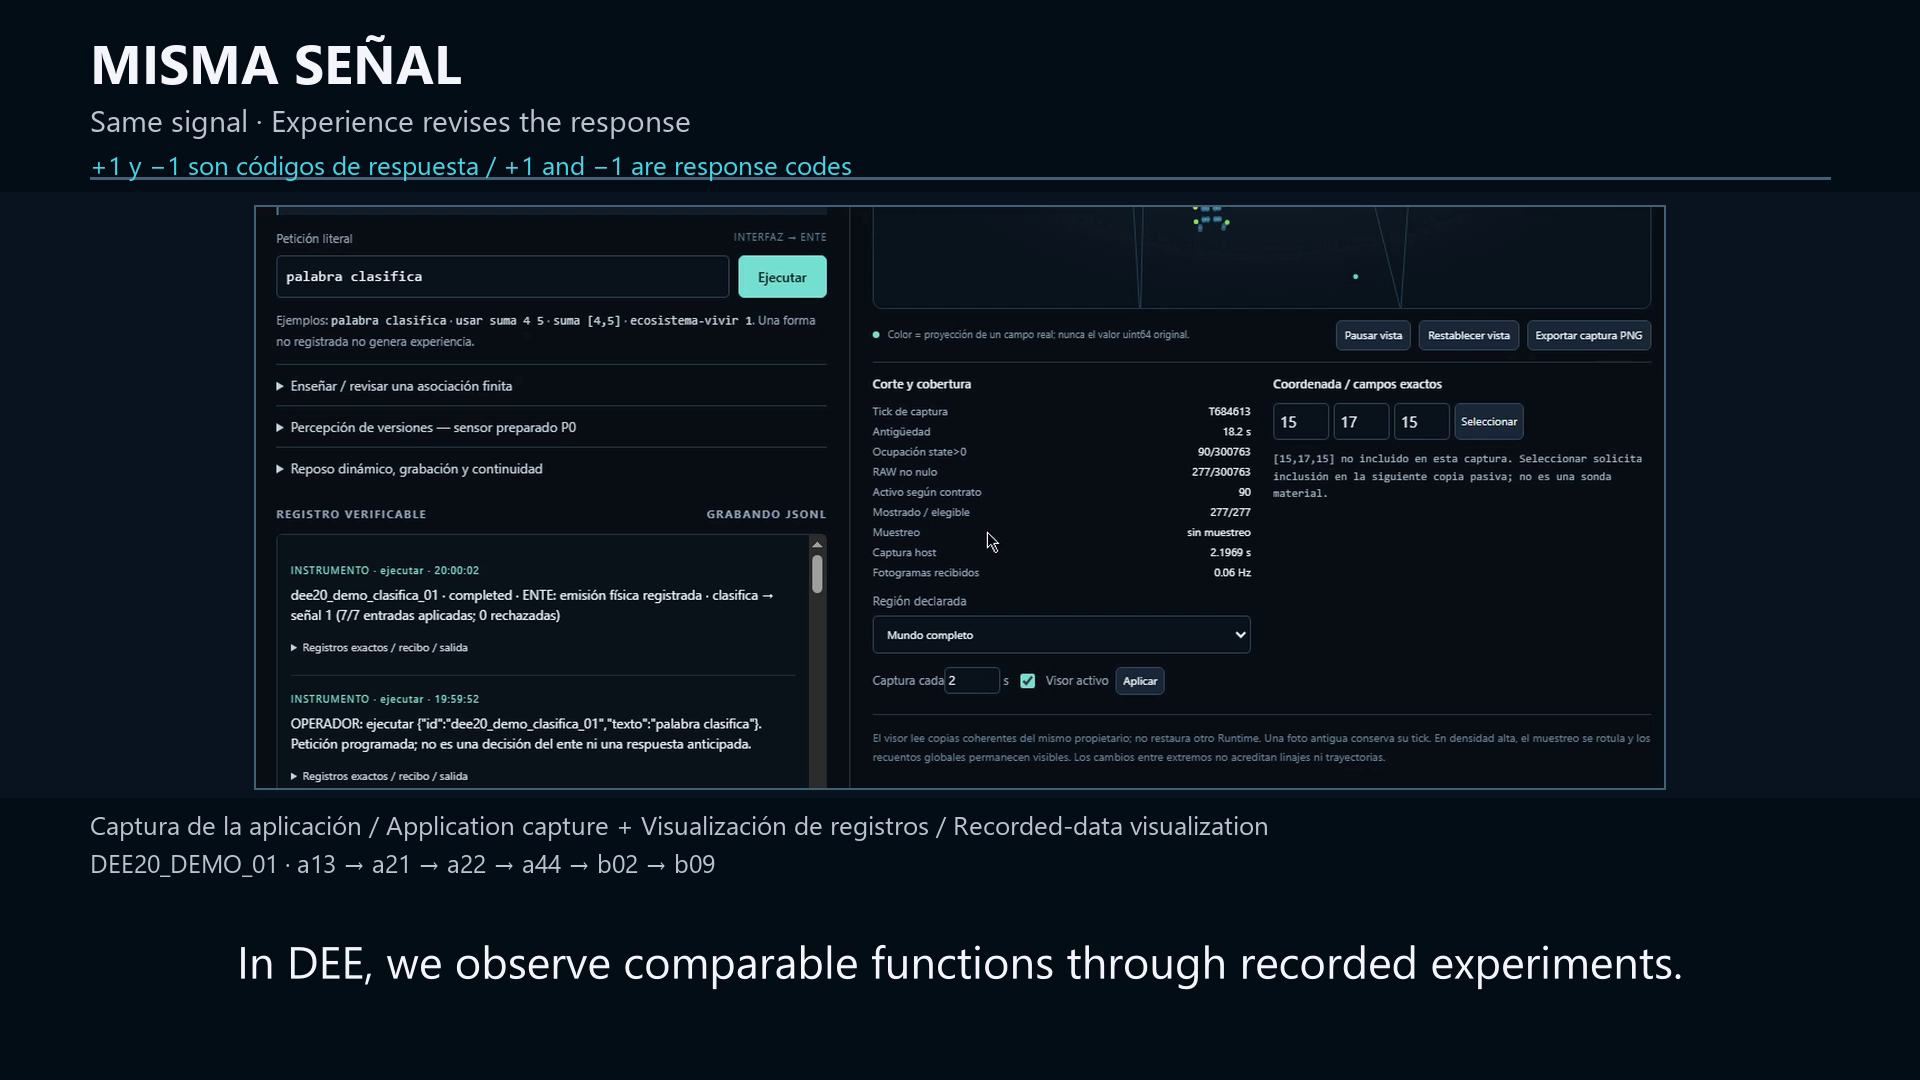 MISMA SEÑAL
Same signal · Experience revises the response
+1 y −1 son códigos de respuesta / +1 and −1 are response codes
Petición literal
INTERFAZ → ENTE
palabra clasifica
Ejecutar
Ejemplos: palabra clasifica · usar suma 4 5 · suma [4,5] · ecosistema-vivir 1. Una forma
no registrada no genera experiencia.
▶ Enseñar / revisar una asociación finita
▶ Percepción de versiones — sensor preparado P0
▶ Reposo dinámico, grabación y continuidad
REGISTRO VERIFICABLE
GRABANDO JSONL
INSTRUMENTO · ejecutar · 20:00:02
dee20_demo_clasifica_01 · completed · ENTE: emisión física registrada · clasifica →
señal 1 (7/7 entradas aplicadas; 0 rechazadas)
▶ Registros exactos / recibo / salida
INSTRUMENTO · ejecutar · 19:59:52
OPERADOR: ejecutar {"id":"dee20_demo_clasifica_01","texto":"palabra clasifica"}.
Petición programada; no es una decisión del ente ni una respuesta anticipada.
▶ Registros exactos / recibo / salida
Color = proyección de un campo real; nunca el valor uint64 original.
Pausar vista
Restablecer vista
Exportar captura PNG
Corte y cobertura
Tick de captura T684613
Antigüedad 18.2 s
Ocupación state>0 90/300763
RAW no nulo 277/300763
Activo según contrato 90
Mostrado / elegible 277/277
Muestreo sin muestreo
Captura host 2.1969 s
Fotogramas recibidos 0.06 Hz
Región declarada
Mundo completo
Captura cada 2 s Visor activo Aplicar
Coordenada / campos exactos
15 17 15 Seleccionar
[15,17,15] no incluido en esta captura. Seleccionar solicita
inclusión en la siguiente copia pasiva; no es una sonda
material.
El visor lee copias coherentes del mismo propietario; no restaura otro Runtime. Una foto antigua conserva su tick. En densidad alta, el muestreo se rotula y los
recuentos globales permanecen visibles. Los cambios entre extremos no acreditan linajes ni trayectorias.
Captura de la aplicación / Application capture + Visualización de registros / Recorded-data visualization
DEE20_DEMO_01 · a13 → a21 → a22 → a44 → b02 → b09
In DEE, we observe comparable functions through recorded experiments.